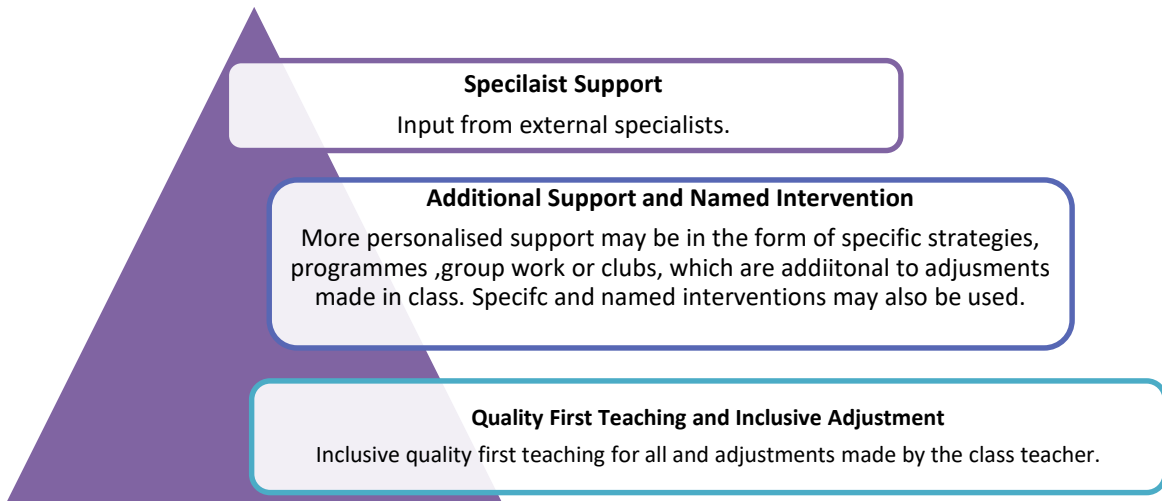 Specilaist Support
Input from external specialists.
Additional Support and Named Intervention
More personalised support may be in the form of specific strategies,
programmes ,group work or clubs, which are addiitonal to adjusments
made in class. Specifc and named interventions may also be used.
Quality First Teaching and Inclusive Adjustment
Inclusive quality first teaching for all and adjustments made by the class teacher.